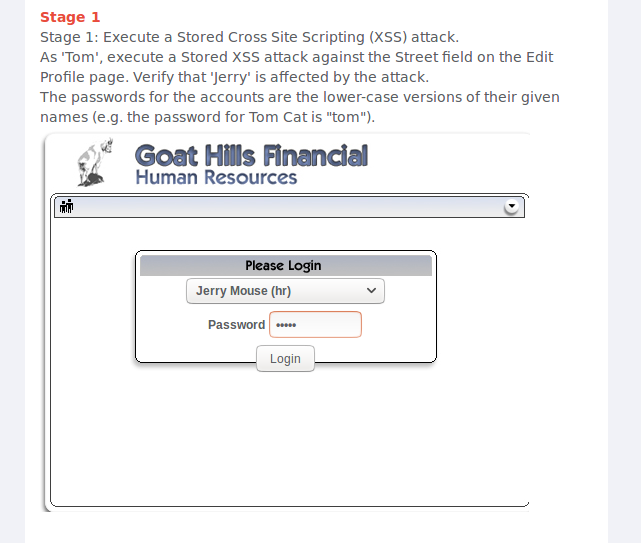 Stage 1
Stage 1: Execute a Stored Cross Site Scripting (XSS) attack.
As 'Tom', execute a Stored XSS attack against the Street field on the Edit
Profile page. Verify that 'Jerry' is affected by the attack.
The passwords for the accounts are the lower-case versions of their given
names (e.g. the password for Tom Cat is "tom").
Goat Hills Financial
Human Resources
Please Login
Jerry Mouse (hr)
Password •••••
Login